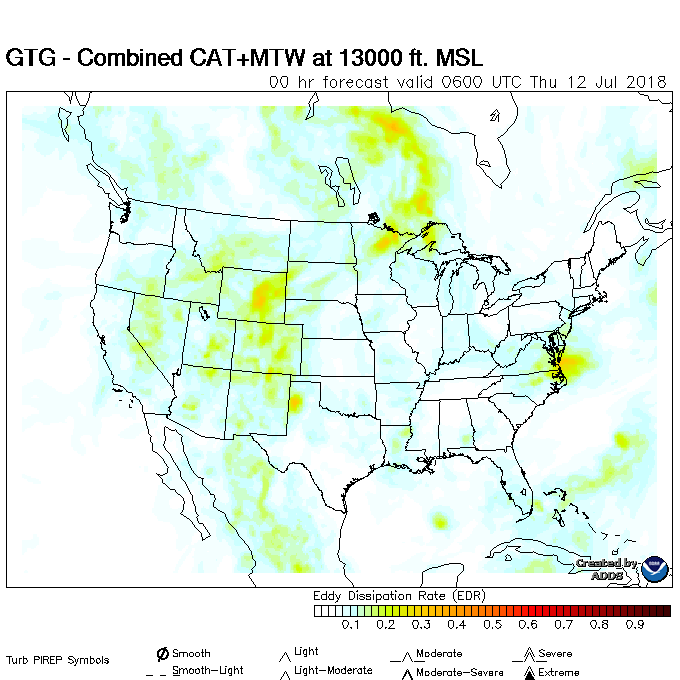 GTG - Combined CAT+MTW at 13000 ft. MSL
00 hr forecast valid 0600 UTC Thu 12 Jul 2018
Created by
ADDS
Eddy Dissipation Rate (EDR)
0.1 0.2 0.3 0.4 0.5 0.6 0.7 0.8 0.9
Turb PIREP Symbols
Smooth Light Moderate Severe
Smooth-Light Light-Moderate Moderate-Severe Extreme